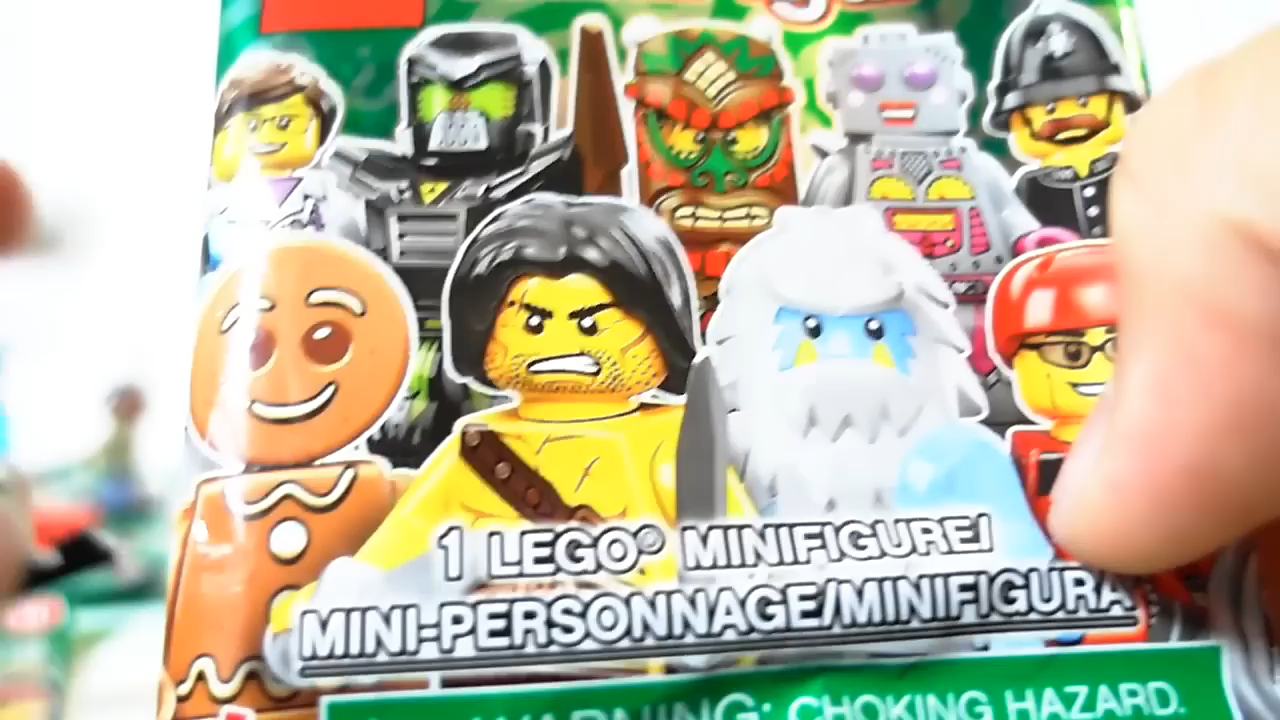 1 LEGO® MINIFIGURE/
MINI-PERSONNAGE/MINIFIGURA
WARNING: CHOKING HAZARD.